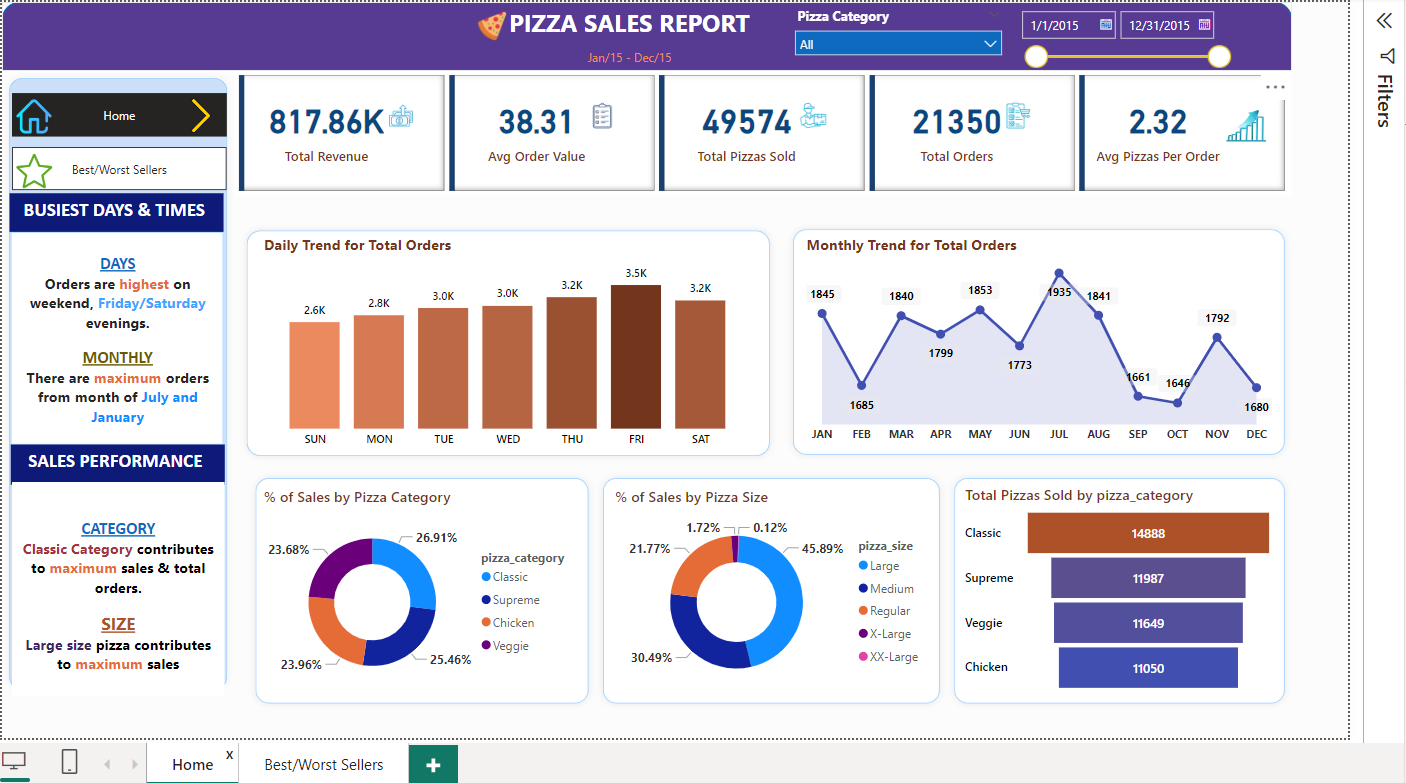 PIZZA SALES REPORT
Jan/15 - Dec/15
Pizza Category
All
1/1/2015
12/31/2015
Filters
Home
Best/Worst Sellers
BUSIEST DAYS & TIMES
DAYS
Orders are highest on
weekend, Friday/Saturday
evenings.
MONTHLY
There are maximum orders
from month of July and
January
SALES PERFORMANCE
CATEGORY
Classic Category contributes
to maximum sales & total
orders.
SIZE
Large size pizza contributes
to maximum sales
817.86K
Total Revenue
38.31
Avg Order Value
49574
Total Pizzas Sold
21350
Total Orders
2.32
Avg Pizzas Per Order
Daily Trend for Total Orders
2.6K
2.8K
3.0K
3.0K
3.2K
3.5K
3.2K
SUN MON TUE WED THU FRI SAT
Monthly Trend for Total Orders
1845
1685
1840
1799
1853
1773
1935
1841
1661
1646
1792
1680
JAN FEB MAR APR MAY JUN JUL AUG SEP OCT NOV DEC
% of Sales by Pizza Category
26.91%
25.46%
23.96%
23.68%
pizza_category
Classic
Supreme
Chicken
Veggie
% of Sales by Pizza Size
1.72%
0.12%
21.77%
45.89%
30.49%
pizza_size
Large
Medium
Regular
X-Large
XX-Large
Total Pizzas Sold by pizza_category
Classic 14888
Supreme 11987
Veggie 11649
Chicken 11050
Home x
Best/Worst Sellers